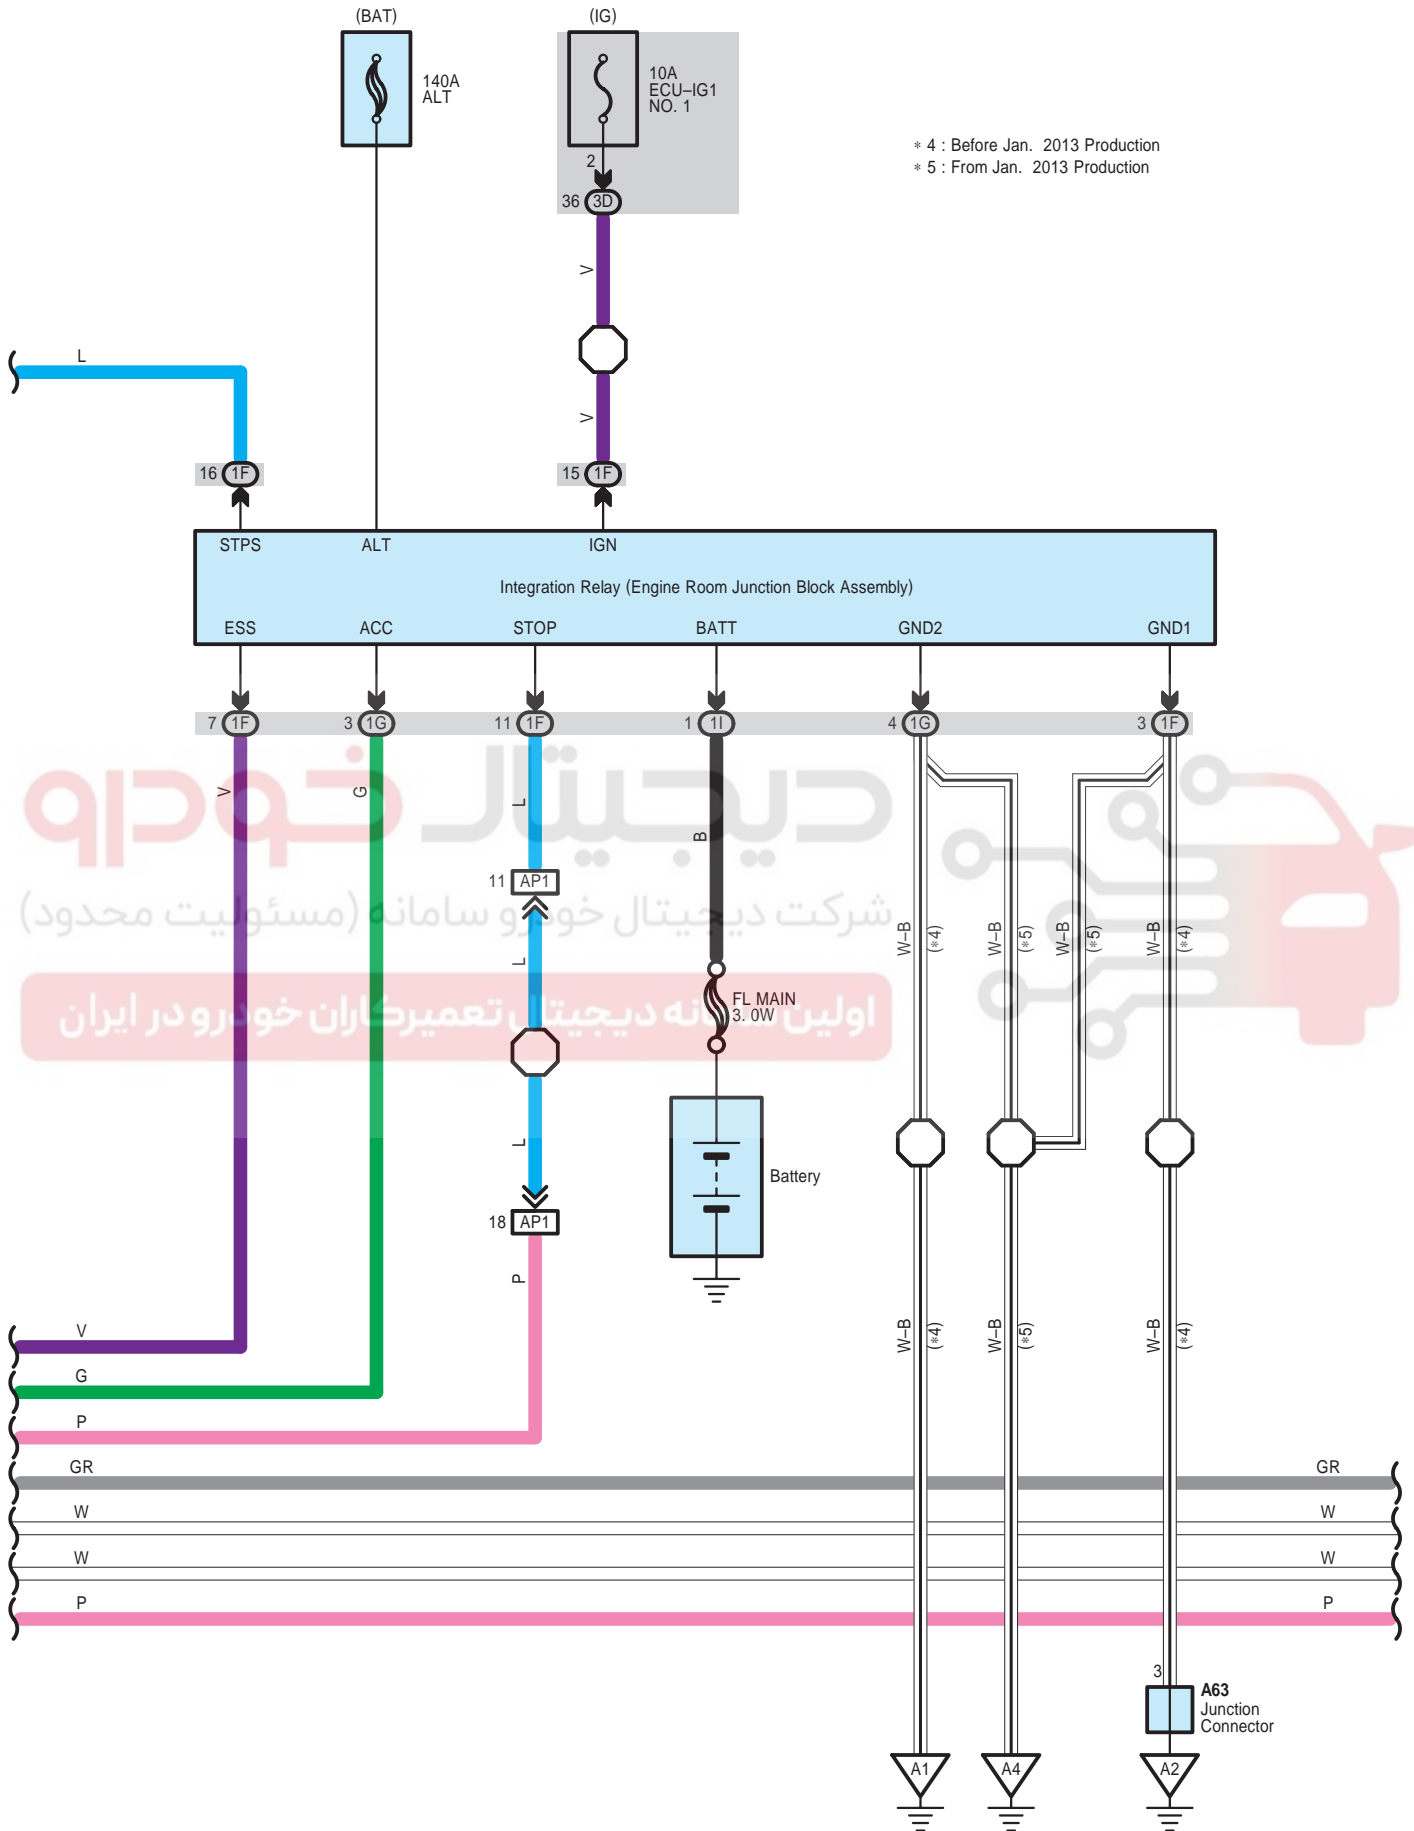 (BAT)
(IG)
140A
ALT
10A
ECU–IG1
NO. 1
2
36 3D
∗ 4 : Before Jan. 2013 Production
∗ 5 : From Jan. 2013 Production
V
L
V
16 1F
15 1F
STPS ALT IGN
Integration Relay (Engine Room Junction Block Assembly)
ESS ACC STOP BATT GND2 GND1
7 1F
3 1G
11 1F
1 1I
4 1G
3 1F
دیجیتال خودرو
V
G
L
B
11 AP1
شرکت دیجیتال خودرو سامانه (مسئولیت محدود)
L
W–B (∗4)
W–B (∗5)
W–B (∗5)
W–B (∗4)
اولین سامانه دیجیتال تعمیرکاران خودرو در ایران
FL MAIN
3. 0W
L
Battery
18 AP1
P
W–B (∗4)
W–B (∗5)
W–B (∗4)
V
G
P
GR GR
W W
W W
P P
3
A63
Junction
Connector
A1
A4
A2